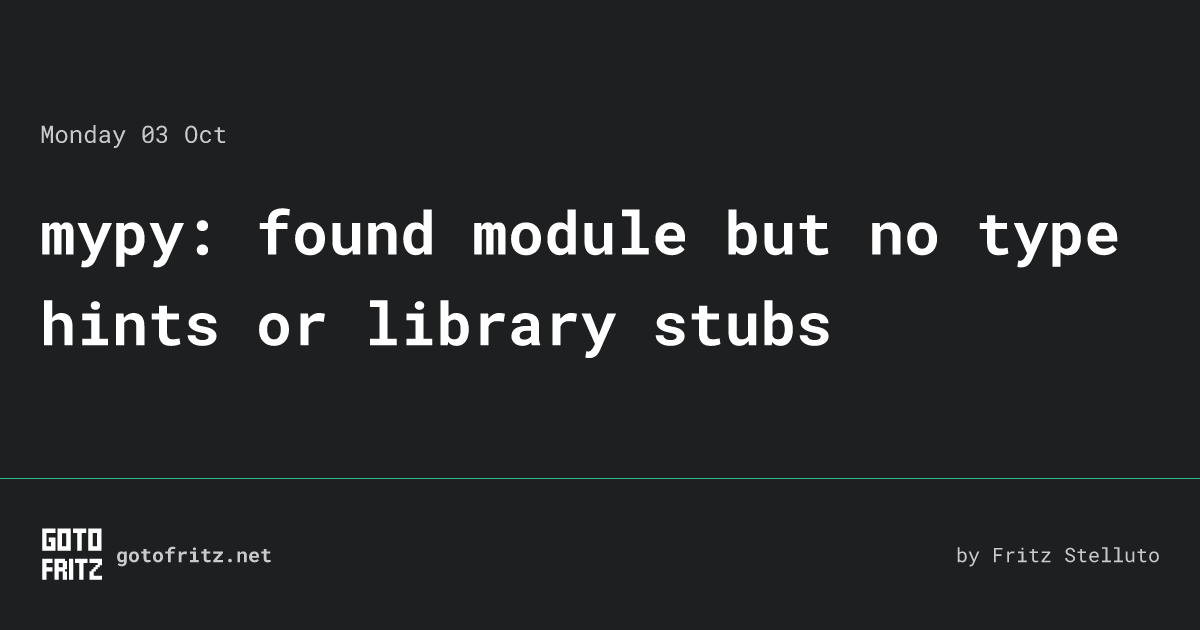 Monday 03 Oct
mypy: found module but no type
hints or library stubs
GOTO
FRITZ
gotofritz.net
by Fritz Stelluto